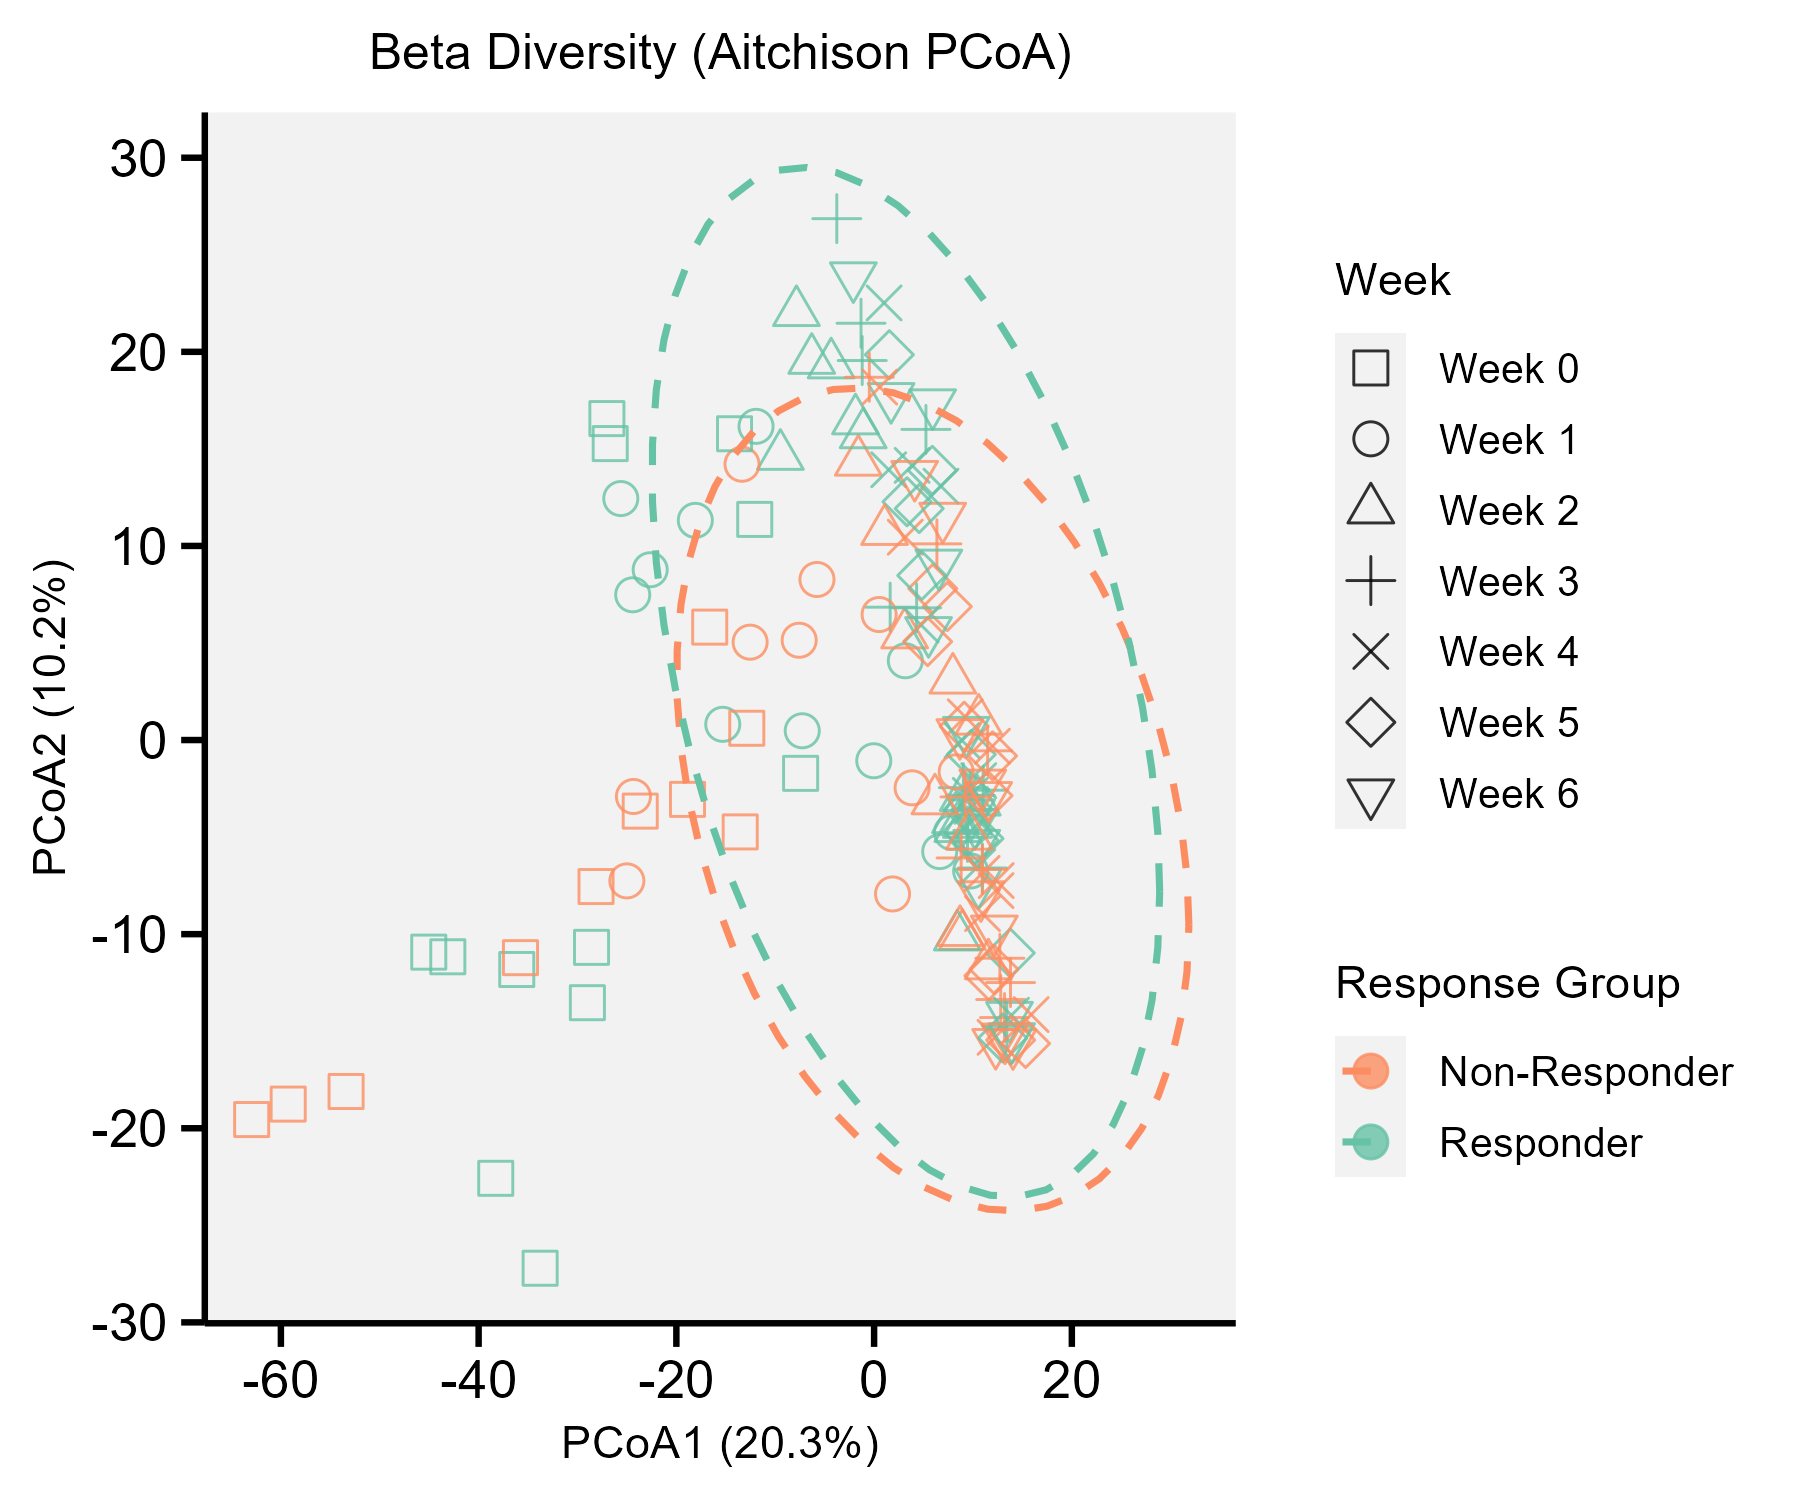 Beta Diversity (Aitchison PCoA)
30
20
10
0
-10
-20
-30
PCoA2 (10.2%)
-60
-40
-20
0
20
PCoA1 (20.3%)
Week
Week 0
Week 1
Week 2
Week 3
Week 4
Week 5
Week 6
Response Group
Non-Responder
Responder